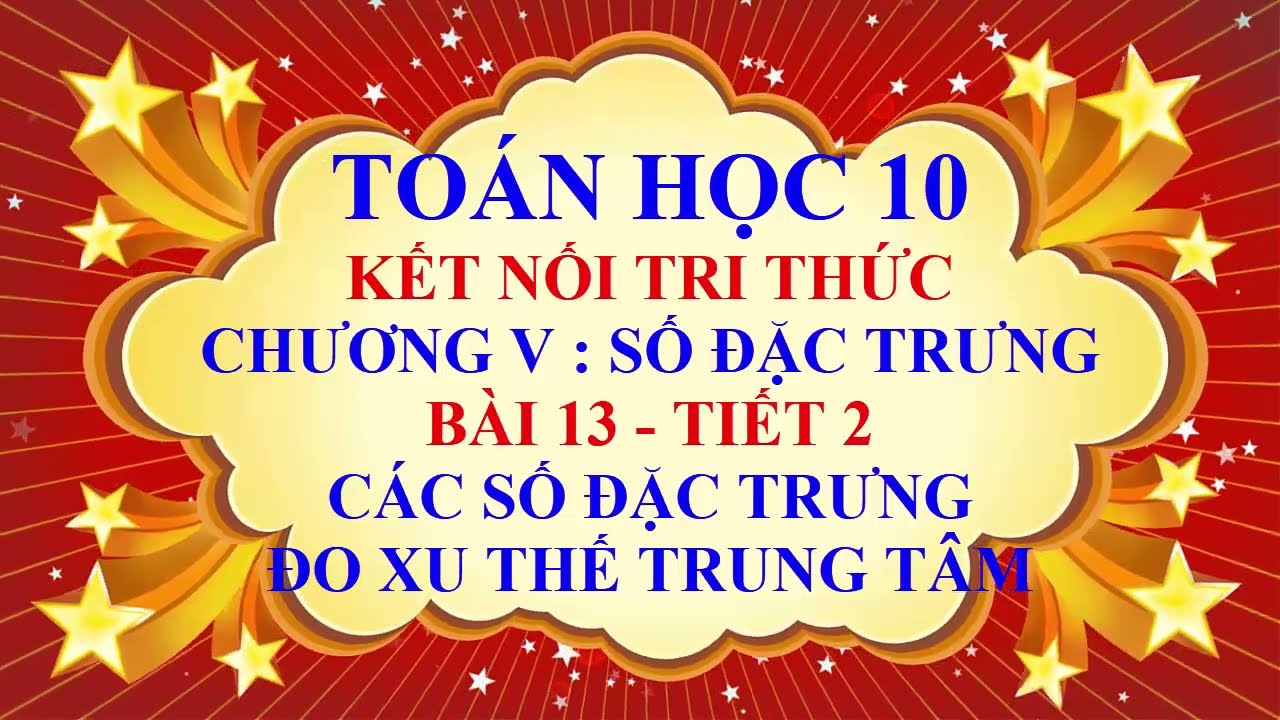 TOÁN HỌC 10
KẾT NỐI TRI THỨC
CHƯƠNG V : SỐ ĐẶC TRƯNG
BÀI 13 - TIẾT 2
CÁC SỐ ĐẶC TRƯNG
ĐO XU THẾ TRUNG TÂM